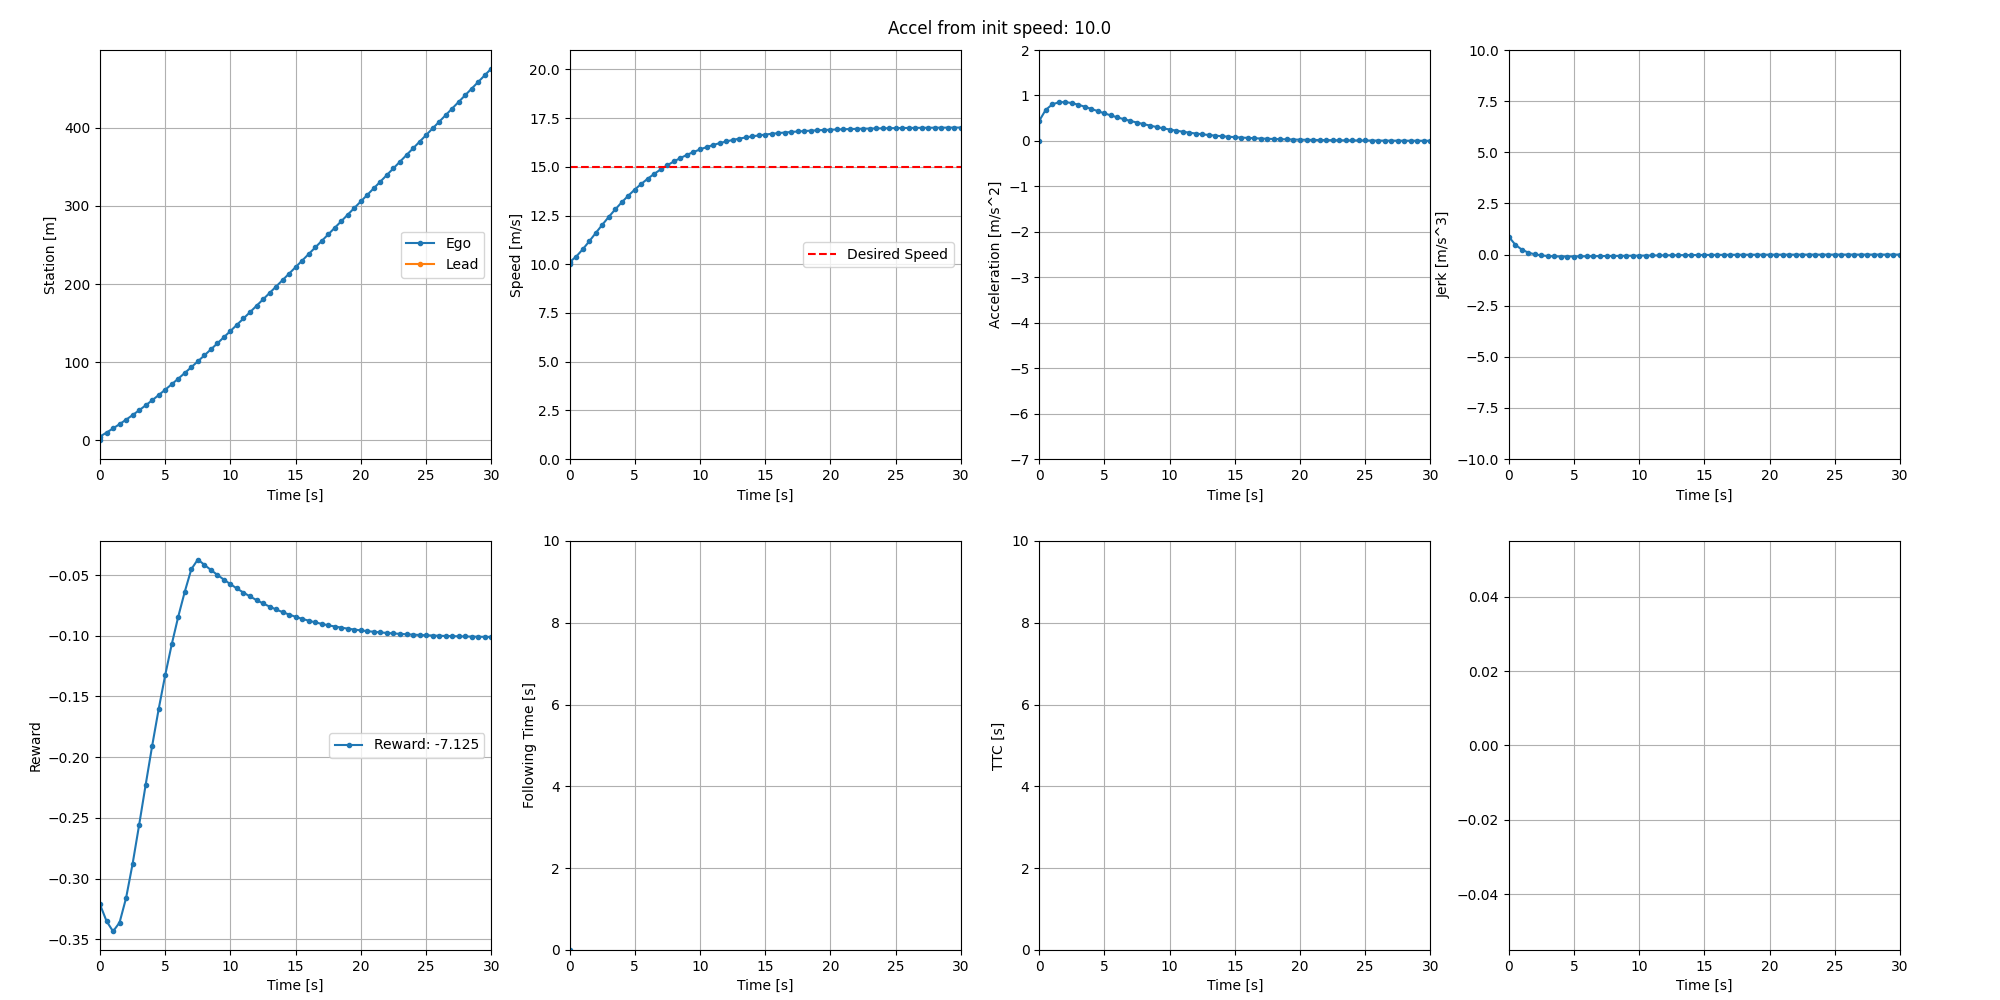 Accel from init speed: 10.0
Station [m]
400
300
200
100
0
0 5 10 15 20 25 30
Time [s]
Ego
Lead
Speed [m/s]
20.0
17.5
15.0
12.5
10.0
7.5
5.0
2.5
0.0
0 5 10 15 20 25 30
Time [s]
Desired Speed
Acceleration [m/s^2]
2
1
0
−1
−2
−3
−4
−5
−6
−7
0 5 10 15 20 25 30
Time [s]
Jerk [m/s^3]
10.0
7.5
5.0
2.5
0.0
−2.5
−5.0
−7.5
−10.0
0 5 10 15 20 25 30
Time [s]
Reward
−0.05
−0.10
−0.15
−0.20
−0.25
−0.30
−0.35
0 5 10 15 20 25 30
Time [s]
Reward: -7.125
Following Time [s]
10
8
6
4
2
0
0 5 10 15 20 25 30
Time [s]
TTC [s]
10
8
6
4
2
0
0 5 10 15 20 25 30
Time [s]
0.04
0.02
0.00
−0.02
−0.04
0 5 10 15 20 25 30
Time [s]